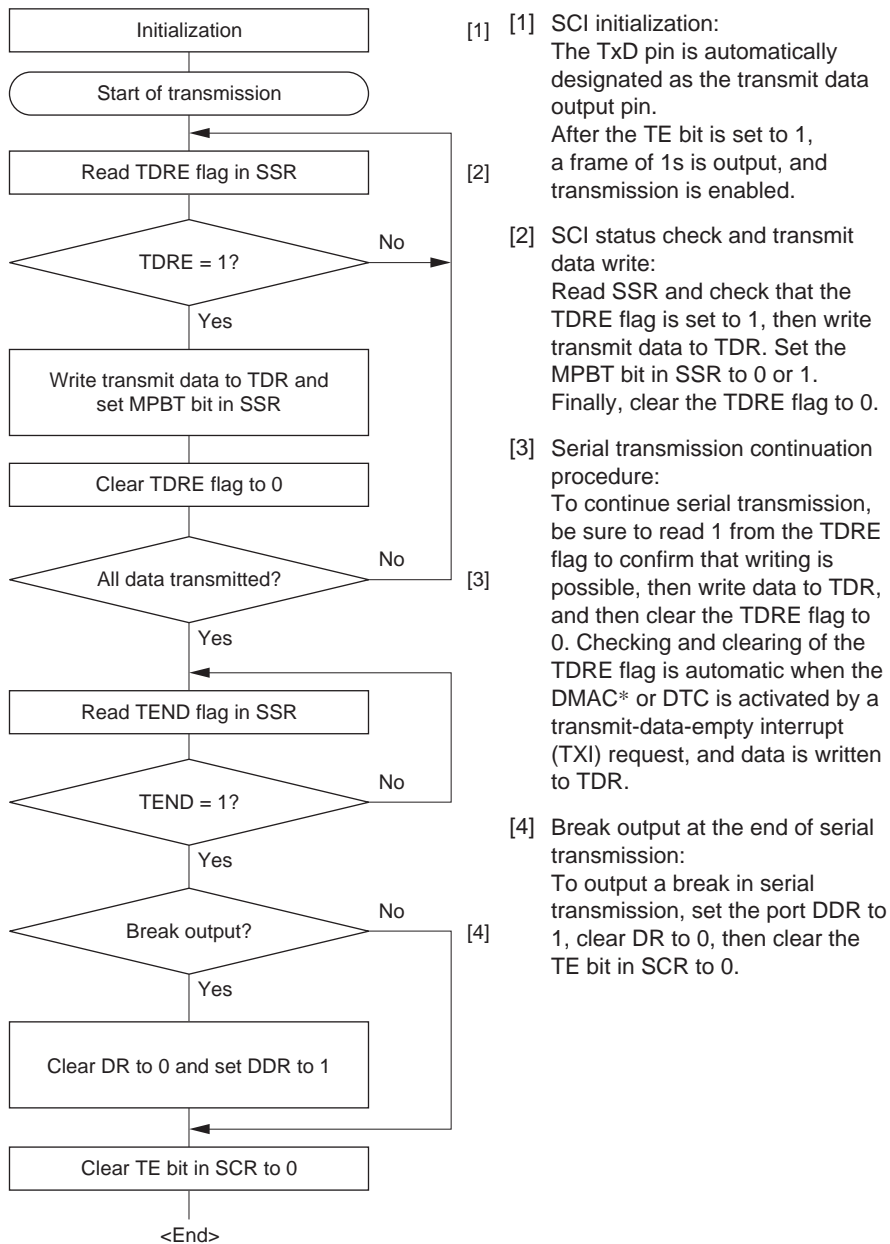 Initialization
[1]
Start of transmission
Read TDRE flag in SSR
[2]
TDRE = 1?
No
Yes
Write transmit data to TDR and
set MPBT bit in SSR
Clear TDRE flag to 0
All data transmitted?
No
[3]
Yes
Read TEND flag in SSR
TEND = 1?
No
Yes
Break output?
No
[4]
Yes
Clear DR to 0 and set DDR to 1
Clear TE bit in SCR to 0
<End>
[1] SCI initialization:
The TxD pin is automatically
designated as the transmit data
output pin.
After the TE bit is set to 1,
a frame of 1s is output, and
transmission is enabled.
[2] SCI status check and transmit
data write:
Read SSR and check that the
TDRE flag is set to 1, then write
transmit data to TDR. Set the
MPBT bit in SSR to 0 or 1.
Finally, clear the TDRE flag to 0.
[3] Serial transmission continuation
procedure:
To continue serial transmission,
be sure to read 1 from the TDRE
flag to confirm that writing is
possible, then write data to TDR,
and then clear the TDRE flag to
0. Checking and clearing of the
TDRE flag is automatic when the
DMAC* or DTC is activated by a
transmit-data-empty interrupt
(TXI) request, and data is written
to TDR.
[4] Break output at the end of serial
transmission:
To output a break in serial
transmission, set the port DDR to
1, clear DR to 0, then clear the
TE bit in SCR to 0.